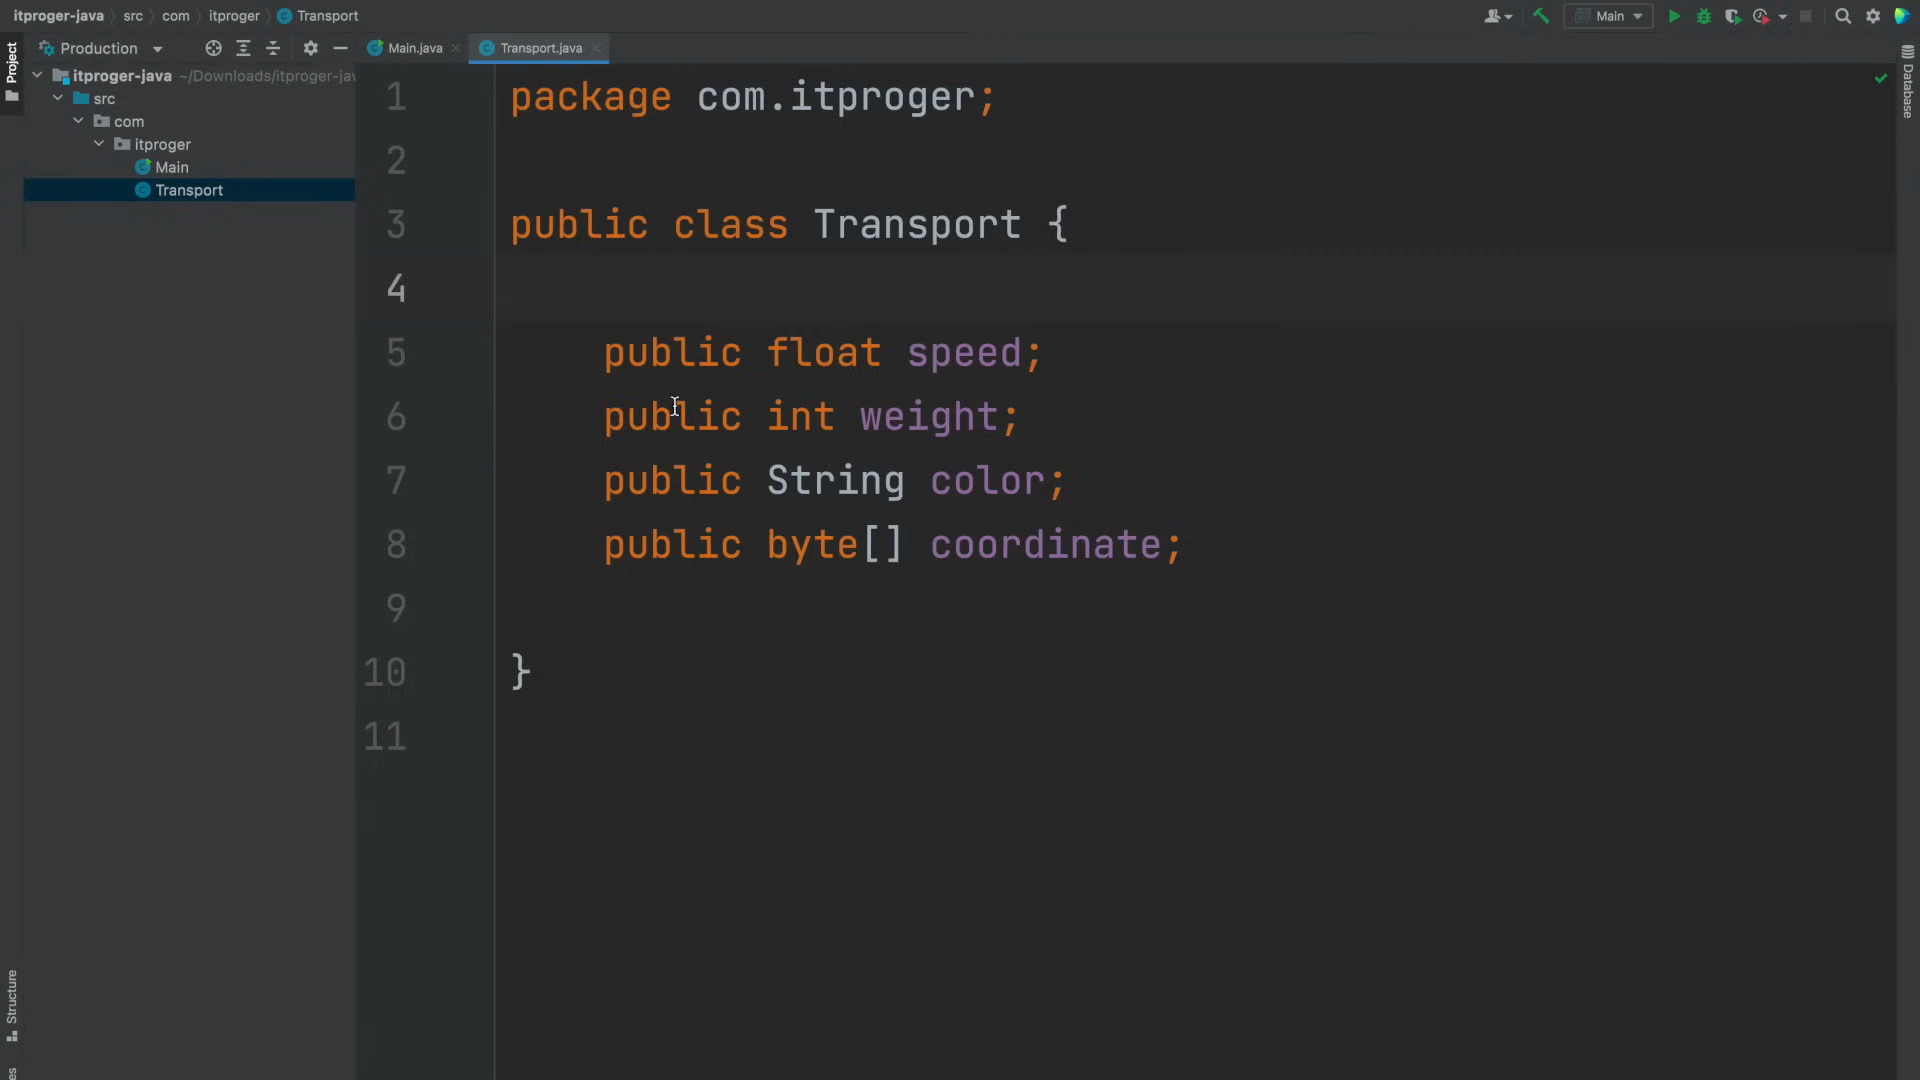 itproger-java src com itproger Transport
Main
Production
Main.java Transport.java
Project
itproger-java ~/Downloads/itproger-jav
src
com
itproger
Main
Transport
1 package com.itproger;
2
3 public class Transport {
4
5 public float speed;
6 public int weight;
7 public String color;
8 public byte[] coordinate;
9
10 }
11
Database
Structure
es